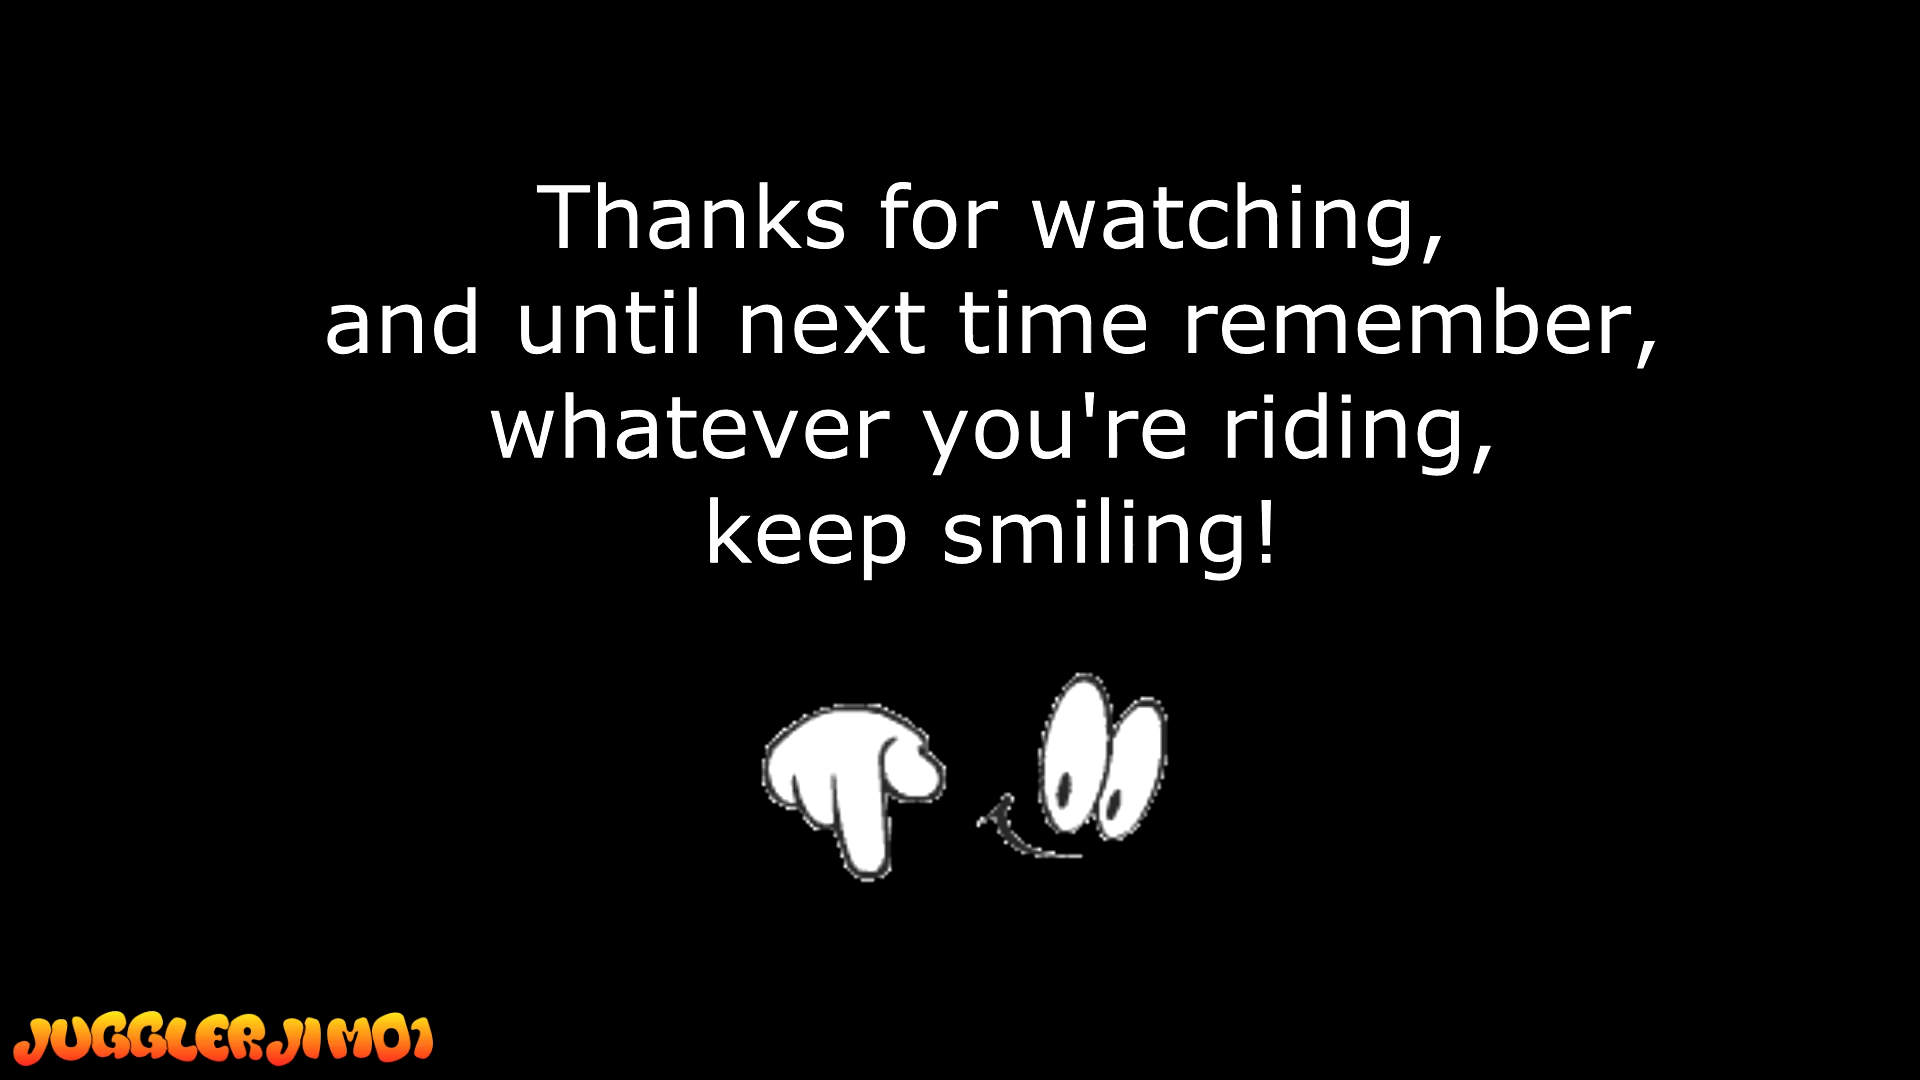 Thanks for watching,
and until next time remember,
whatever you're riding,
keep smiling!
JUGGLERJIM01